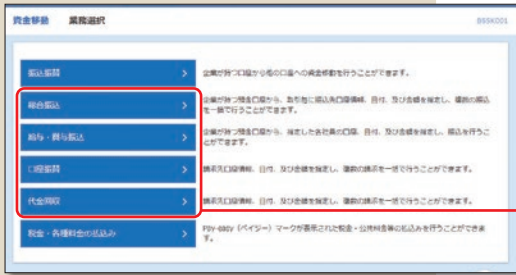 資金移動 業務選択
BSSK001
振込振替
企業が持つ口座から他の口座への資金移動を行うことができます。
総合振込
企業が持つ預金口座から、取引毎に振込先口座情報、日付、及び金額を指定し、複数の振込
を一括で行うことができます。
給与・賞与振込
企業が持つ預金口座から、指定した各社員の口座、日付、及び金額を指定し、振込を行うこ
とができます。
口座振替
請求先口座情報、日付、及び金額を指定し、複数の請求を一括で行うことができます。
代金回収
請求先口座情報、日付、及び金額を指定し、複数の請求を一括で行うことができます。
税金・各種料金の払込み
Pay-easy（ペイジー）マークが表示された税金・公共料金等の払込みを行うことができま
す。